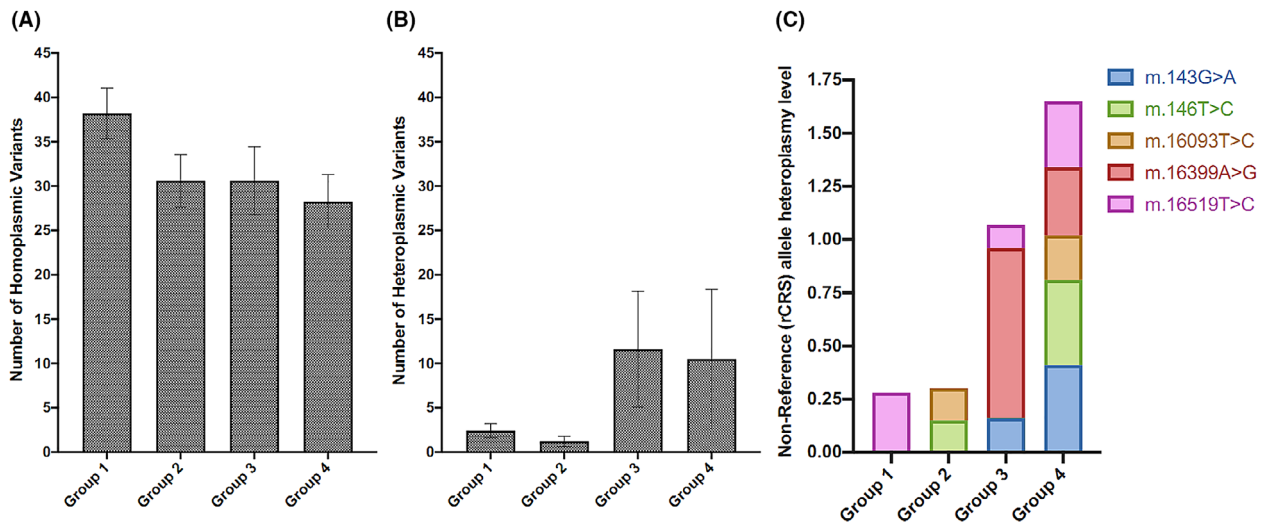 (A)
Number of Homoplasmic Variants
45
40
35
30
25
20
15
10
5
0
Group 1
Group 2
Group 3
Group 4
(B)
Number of Heteroplasmic Variants
45
40
35
30
25
20
15
10
5
0
Group 1
Group 2
Group 3
Group 4
(C)
Non-Reference (rCRS) allele heteroplasmy level
1.75
1.50
1.25
1.00
0.75
0.50
0.25
0.00
Group 1
Group 2
Group 3
Group 4
m.143G>A
m.146T>C
m.16093T>C
m.16399A>G
m.16519T>C